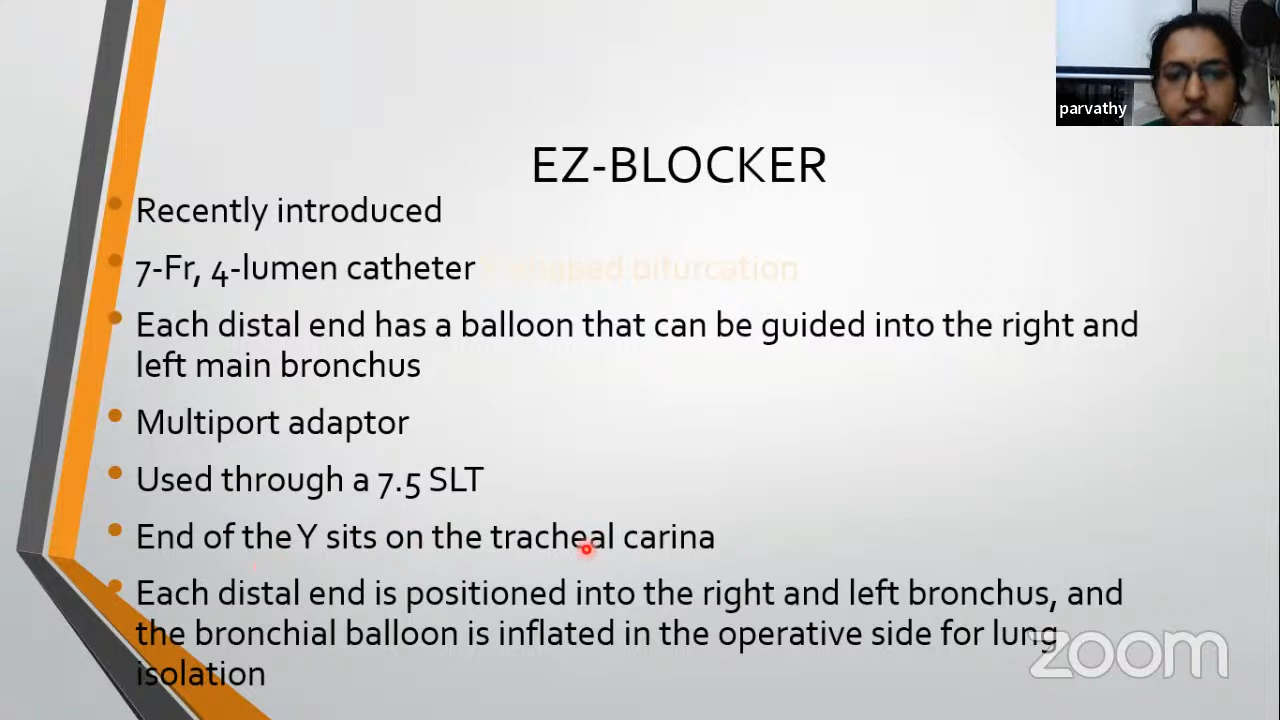 parvathy
EZ-BLOCKER
• Recently introduced
• 7-Fr, 4-lumen catheter Y-shaped bifurcation
• Each distal end has a balloon that can be guided into the right and
left main bronchus
• Multiport adaptor
• Used through a 7.5 SLT
• End of the Y sits on the tracheal carina
• Each distal end is positioned into the right and left bronchus, and
the bronchial balloon is inflated in the operative side for lung
isolation
zoom